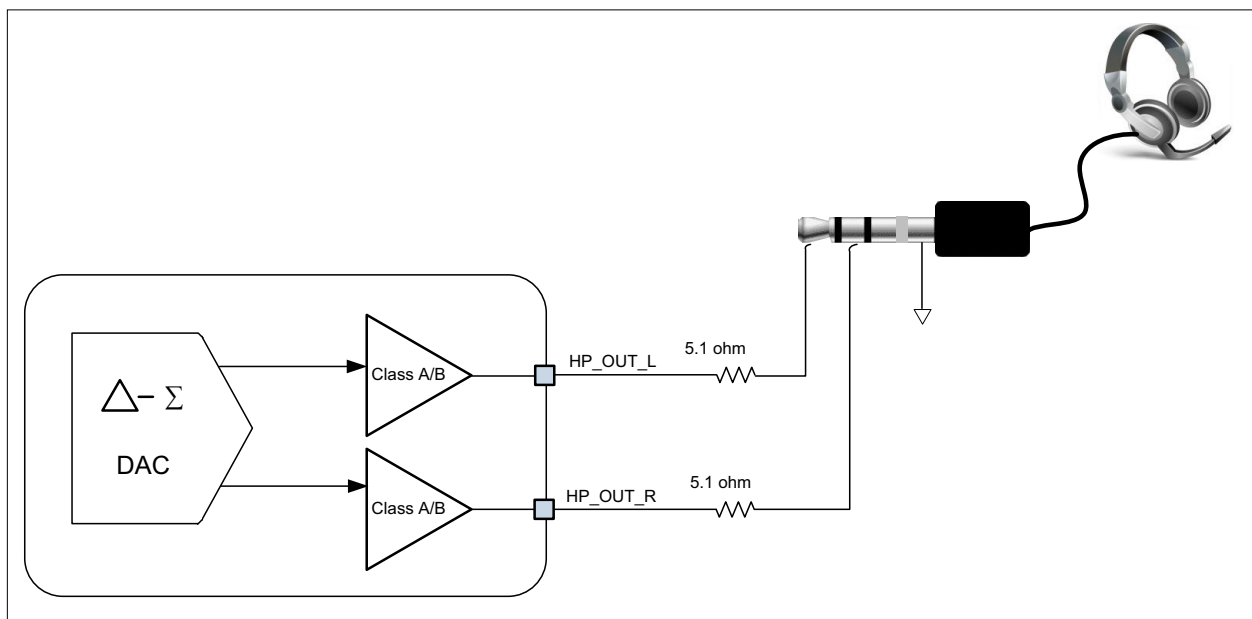 5.1 ohm
HP_OUT_L
Class A/B
△– Σ
DAC
5.1 ohm
HP_OUT_R
Class A/B